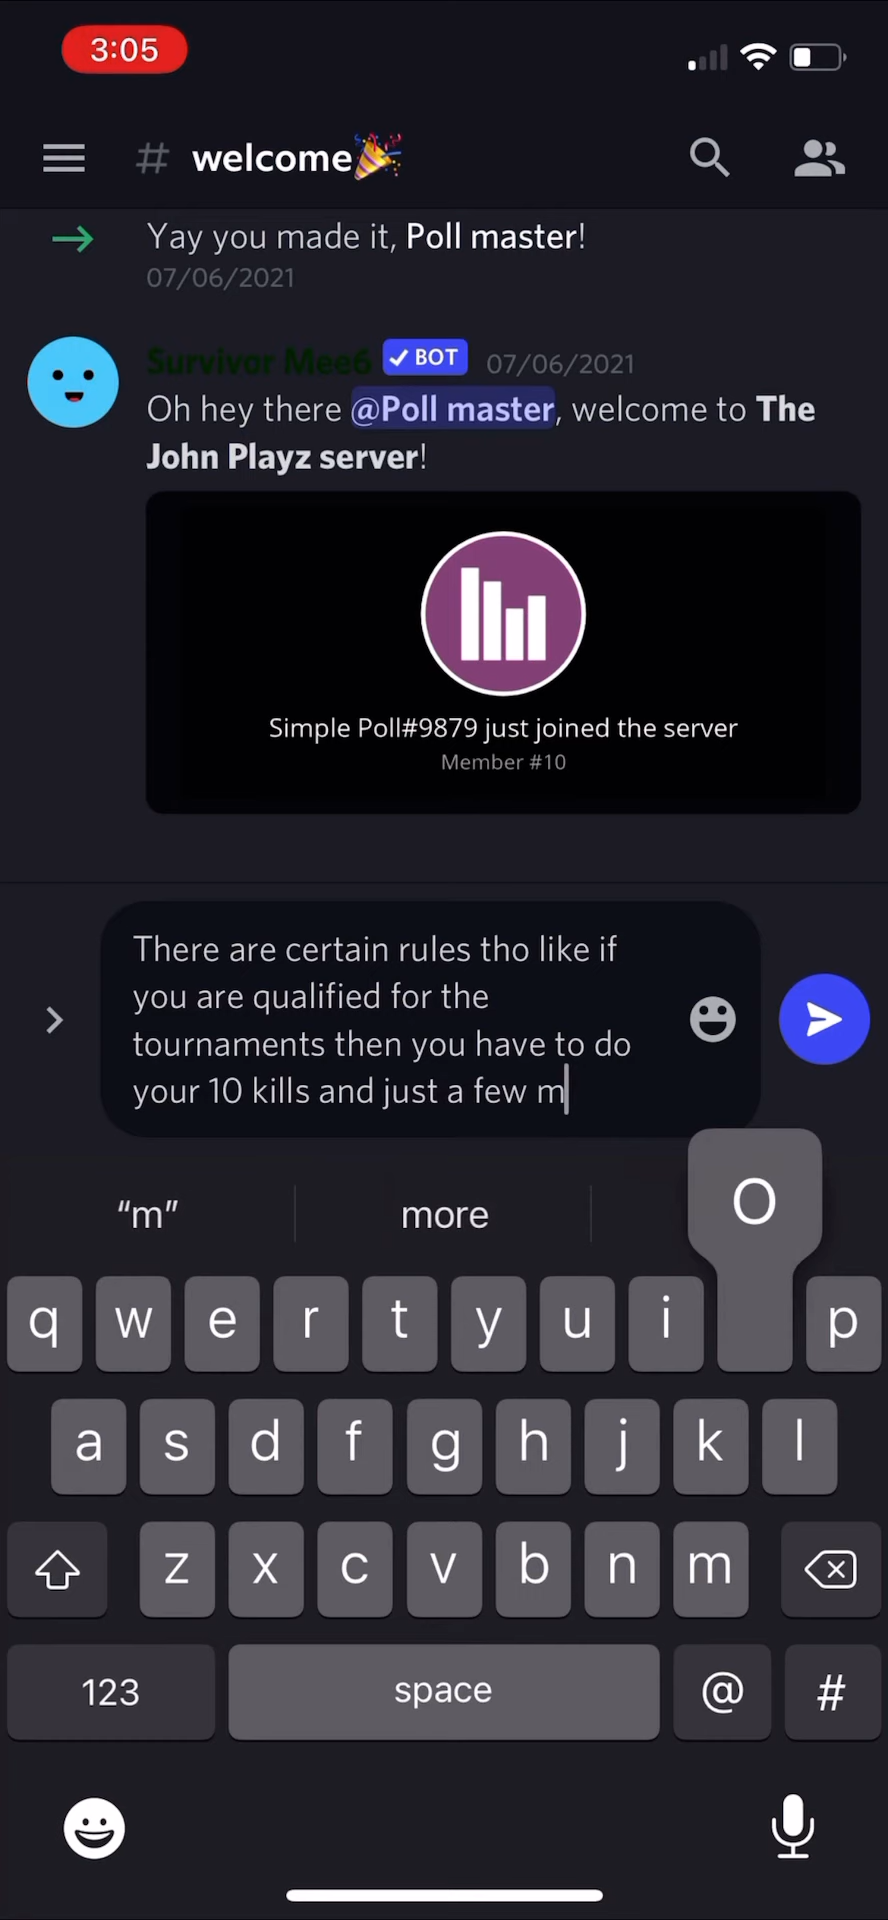 3:05
# welcome🎉
Yay you made it, Poll master!
07/06/2021
Survivor Mee6 BOT 07/06/2021
Oh hey there @Poll master, welcome to The
John Playz server!
Simple Poll#9879 just joined the server
Member #10
There are certain rules tho like if
you are qualified for the
tournaments then you have to do
your 10 kills and just a few m
“m” more
O
q w e r t y u i p
a s d f g h j k l
z x c v b n m
123 space @ #